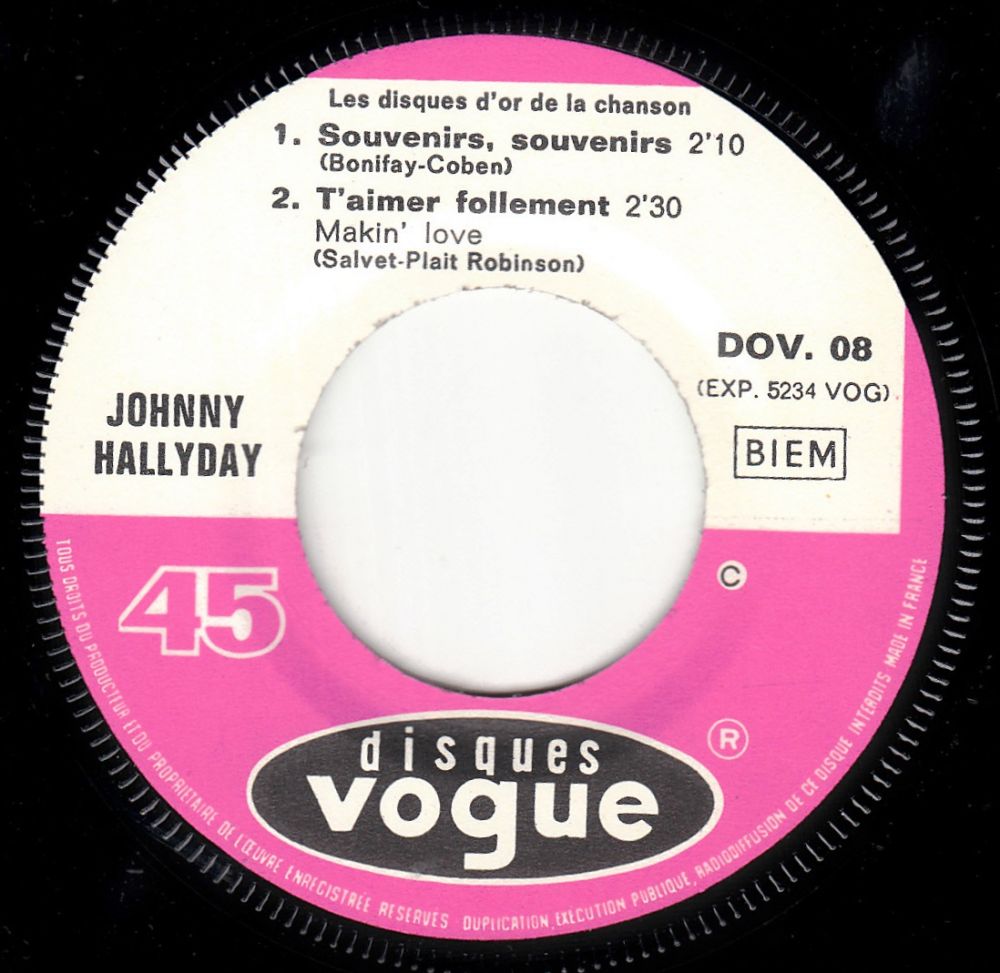 Les disques d'or de la chanson
1. Souvenirs, souvenirs 2'10
(Bonifay-Coben)
2. T'aimer follement 2'30
Makin' love
(Salvet-Plait Robinson)
DOV. 08
(EXP. 5234 VOG).
BIEM
JOHNNY
HALLYDAY
45
C
R
disques
vogue
TOUS DROITS DU PRODUCTEUR ET DU PROPRIETAIRE DE L'ŒUVRE ENREGISTRÉE RESERVÉS DUPLICATION, EXECUTION PUBLIQUE, RADIODIFFUSION DE CE DISQUE INTERDITS MADE IN FRANCE